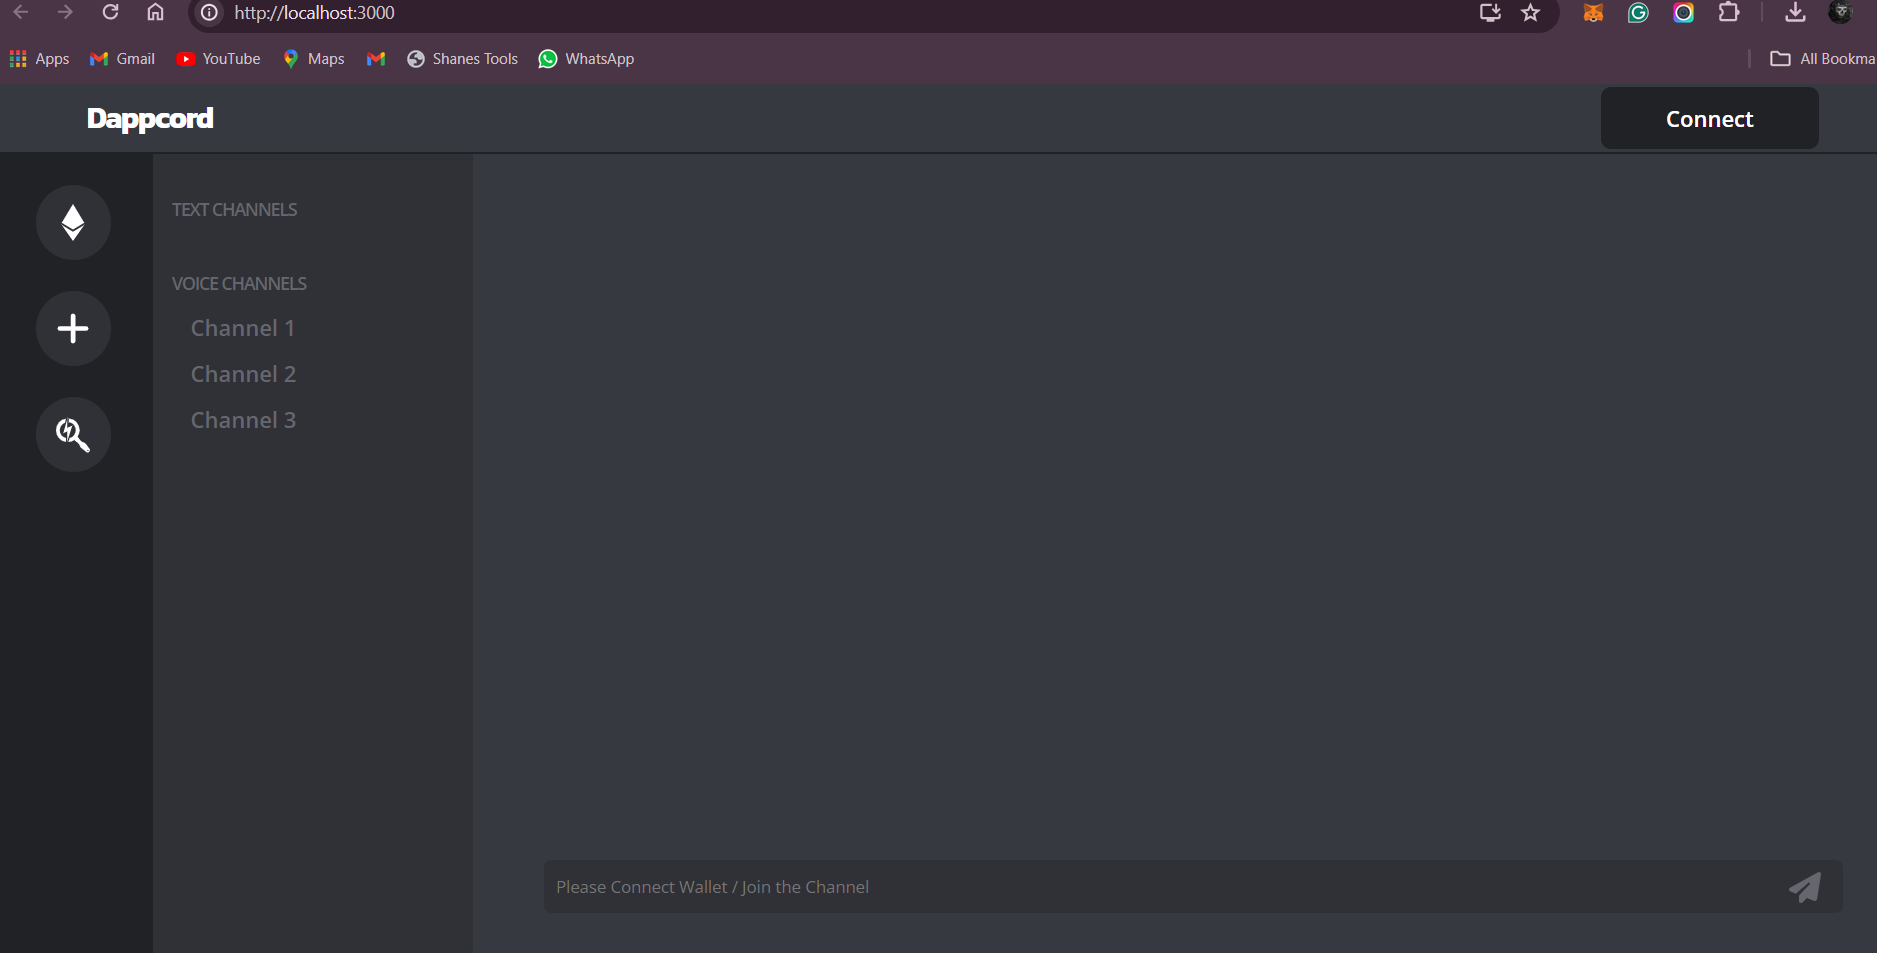 http://localhost:3000
Apps Gmail YouTube Maps Shanes Tools WhatsApp All Bookma
Dappcord
Connect
TEXT CHANNELS
VOICE CHANNELS
Channel 1
Channel 2
Channel 3
Please Connect Wallet / Join the Channel